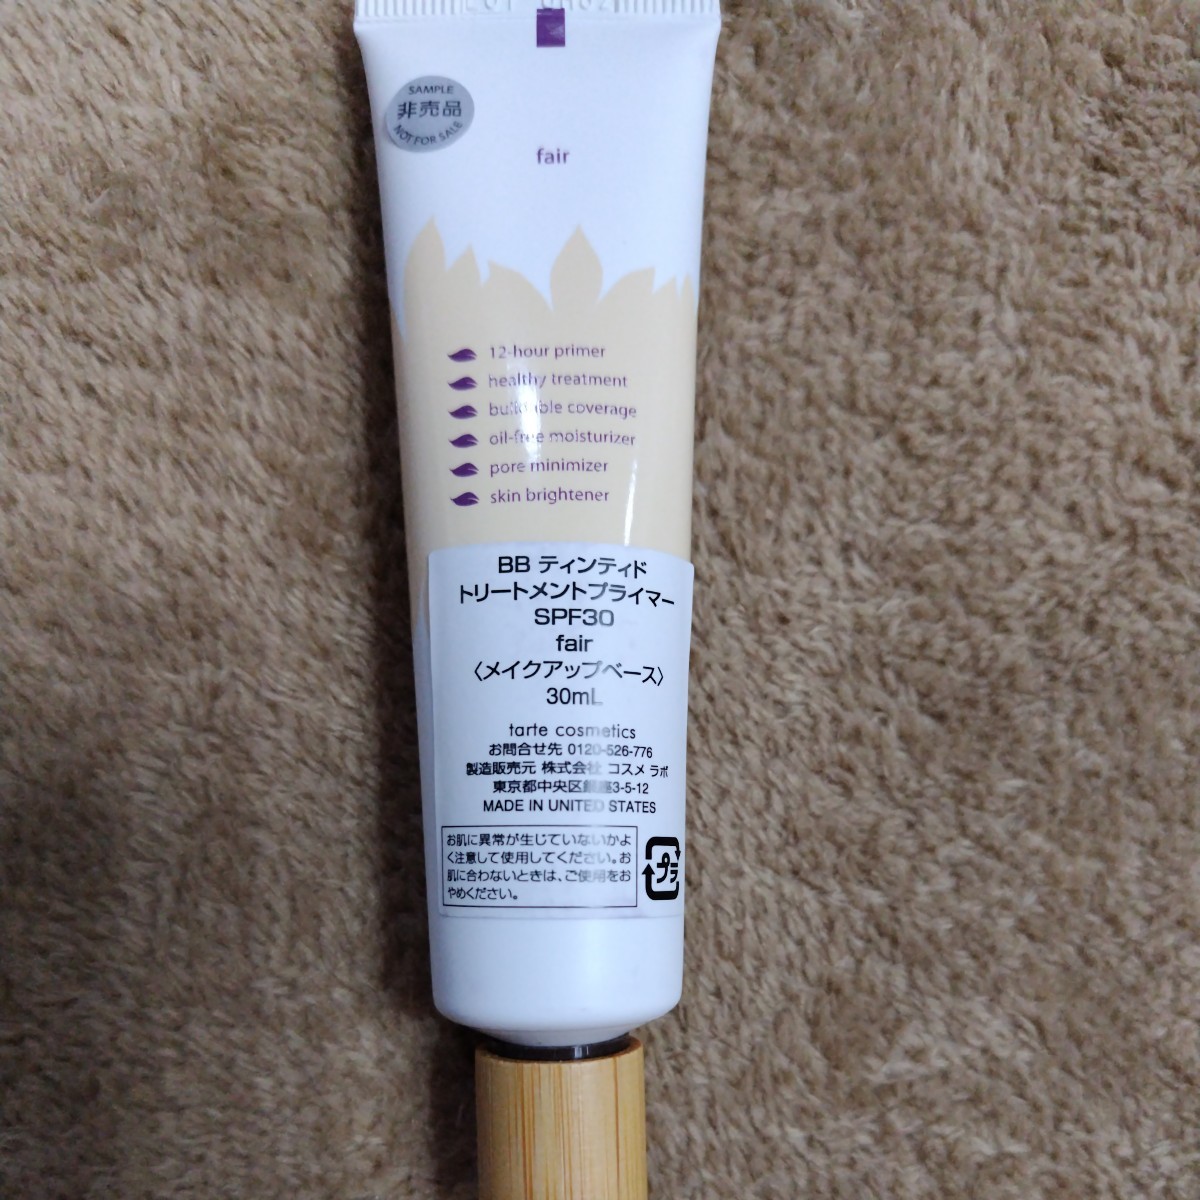 SAMPLE
非売品
NOT FOR SALE
fair
12-hour primer
healthy treatment
buildable coverage
oil-free moisturizer
pore minimizer
skin brightener
BB ティンティド
トリートメントプライマー
SPF30
fair
〈メイクアップベース〉
30mL
tarte cosmetics
お問合せ先 0120-526-776
製造販売元 株式会社 コスメ ラボ
東京都中央区銀座3-5-12
MADE IN UNITED STATES
お肌に異常が生じていないかよ
く注意して使用してください。お
肌に合わないときは、ご使用をお
やめください。
プラ